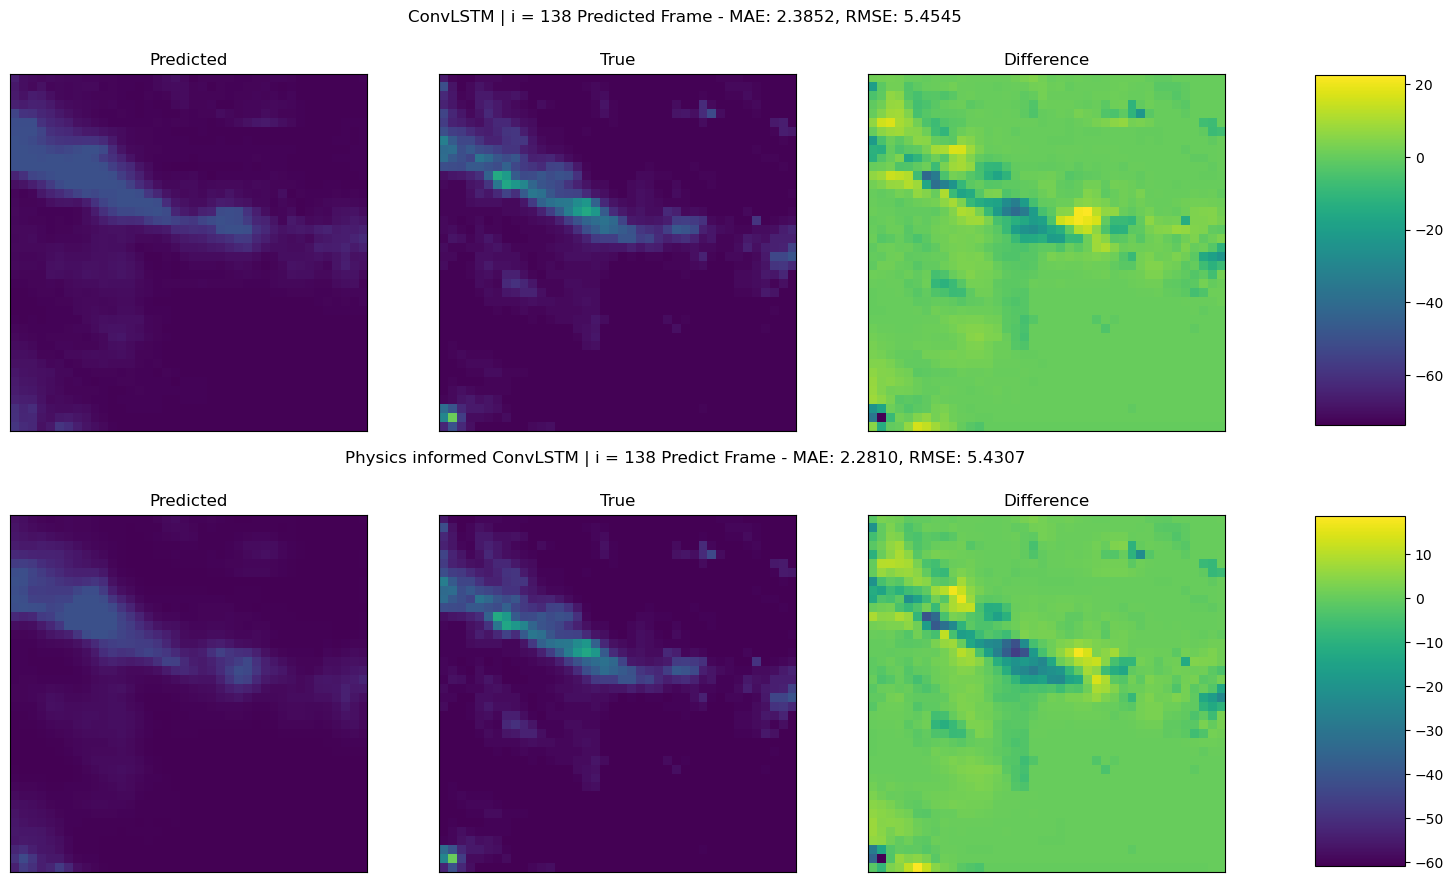 ConvLSTM | i = 138 Predicted Frame - MAE: 2.3852, RMSE: 5.4545
Predicted
True
Difference
20
0
−20
−40
−60
Physics informed ConvLSTM | i = 138 Predict Frame - MAE: 2.2810, RMSE: 5.4307
Predicted
True
Difference
10
0
−10
−20
−30
−40
−50
−60